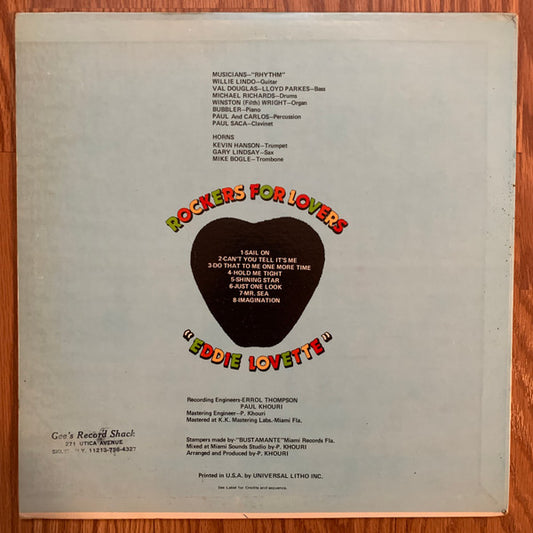 MUSICIANS—"RHYTHM"
WILLIE LINDO—Guitar
VAL DOUGLAS—LLOYD PARKES—Bass
MICHAEL RICHARDS—Drums
WINSTON (Filth) WRIGHT—Organ
BUBBLER—Piano
PAUL And CARLOS—Percussion
PAUL SACA—Clavinet
HORNS
KEVIN HANSON—Trumpet
GARY LINDSAY—Sax
MIKE BOGLE—Trombone
ROCKERS FOR LOVERS
1-SAIL ON
2-CAN'T YOU TELL IT'S ME
3-DO THAT TO ME ONE MORE TIME
4-HOLD ME TIGHT
5-SHINING STAR
6-JUST ONE LOOK
7-MR. SEA
8-IMAGINATION
"EDDIE LOVETTE"
Recording Engineers-ERROL THOMPSON
PAUL KHOURI
Mastering Engineer-P. Khouri
Mastered at K.K. Mastering Labs.-Miami Fla.
Gee's Record Shack
271 UTICA AVENUE
N.Y. 11213-756-4327
Stampers made by-"BUSTAMANTE"Miami Records Fla.
Mixed at Miami Sounds Studio by-P. KHOURI
Arranged and Produced by-P. KHOURI
Printed in U.S.A. by UNIVERSAL LITHO INC.
See Label for Credits and sequence.